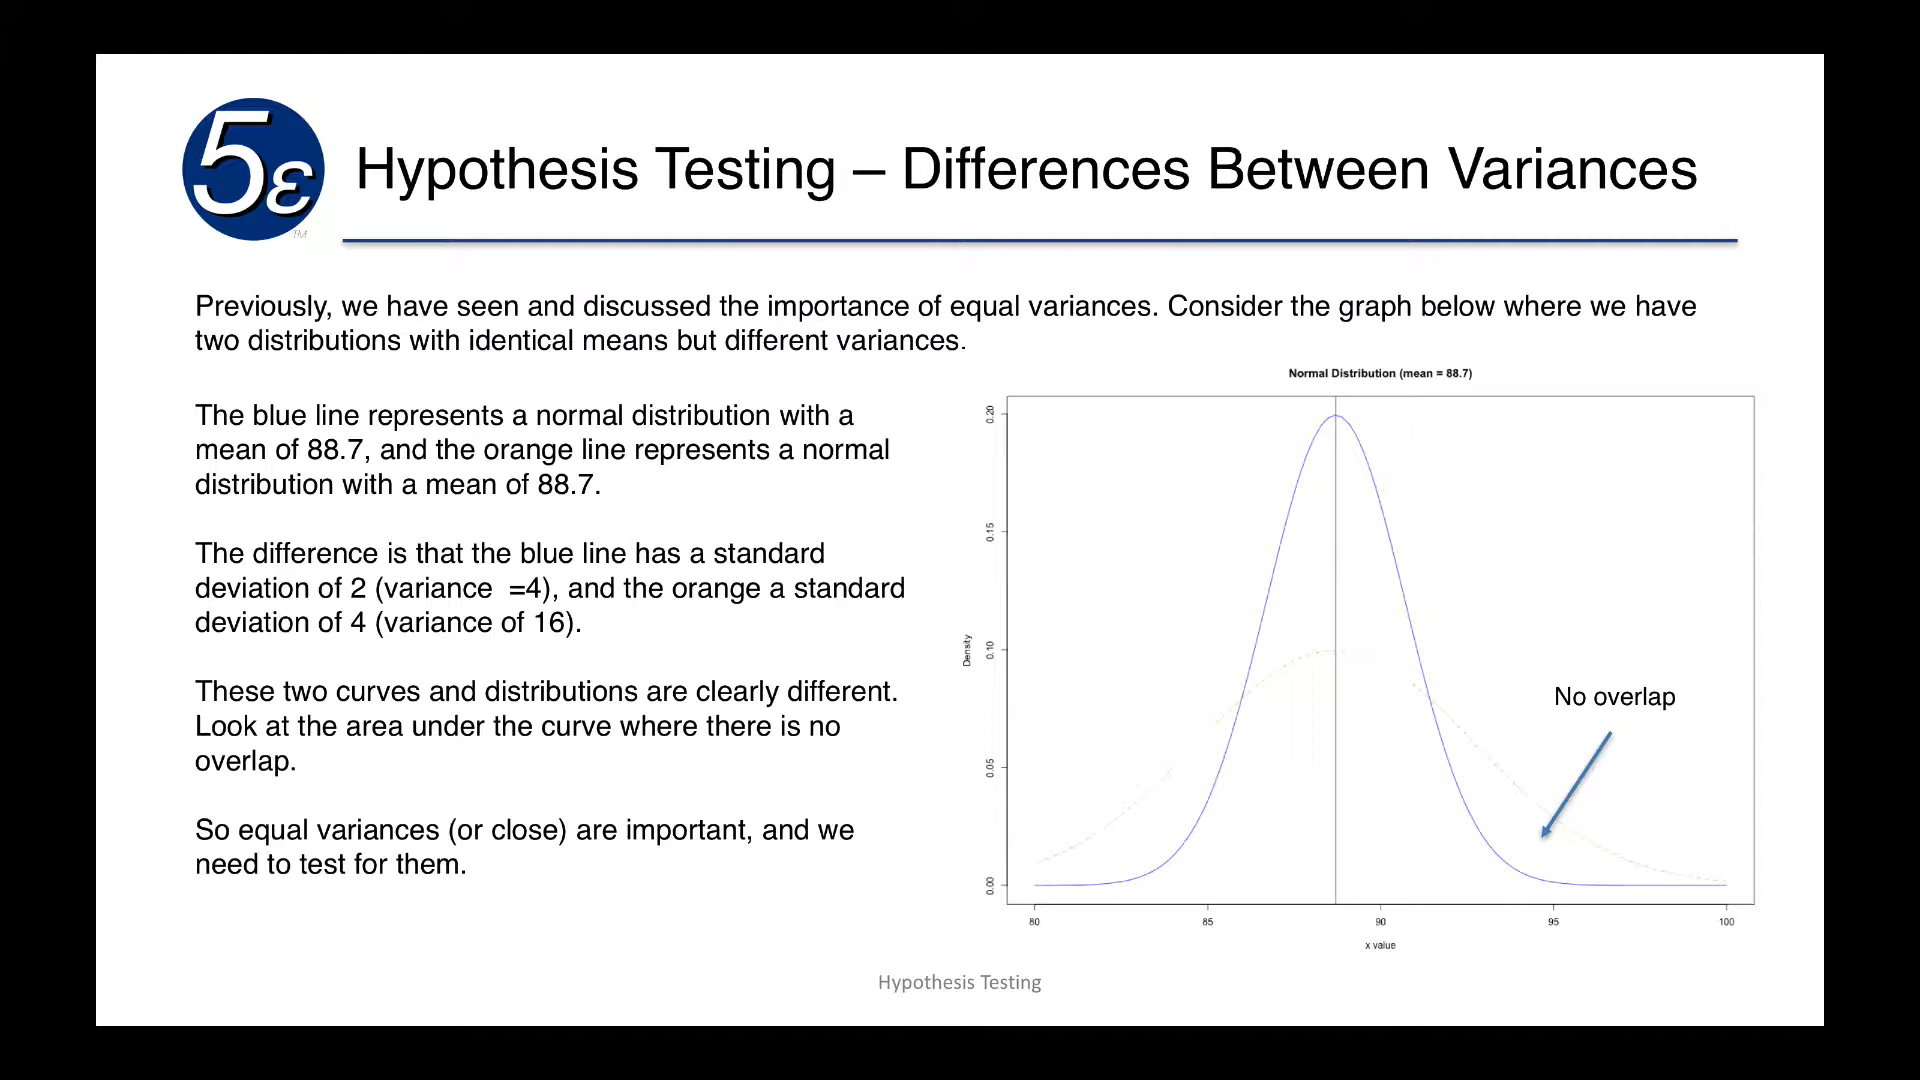 5ε
TM
Hypothesis Testing – Differences Between Variances
Previously, we have seen and discussed the importance of equal variances. Consider the graph below where we have
two distributions with identical means but different variances.
The blue line represents a normal distribution with a
mean of 88.7, and the orange line represents a normal
distribution with a mean of 88.7.
The difference is that the blue line has a standard
deviation of 2 (variance  =4), and the orange a standard
deviation of 4 (variance of 16).
These two curves and distributions are clearly different.
Look at the area under the curve where there is no
overlap.
So equal variances (or close) are important, and we
need to test for them.
Normal Distribution (mean = 88.7)
0.20
0.15
0.10
0.05
0.00
Density
No overlap
80 85 90 95 100
x value
Hypothesis Testing